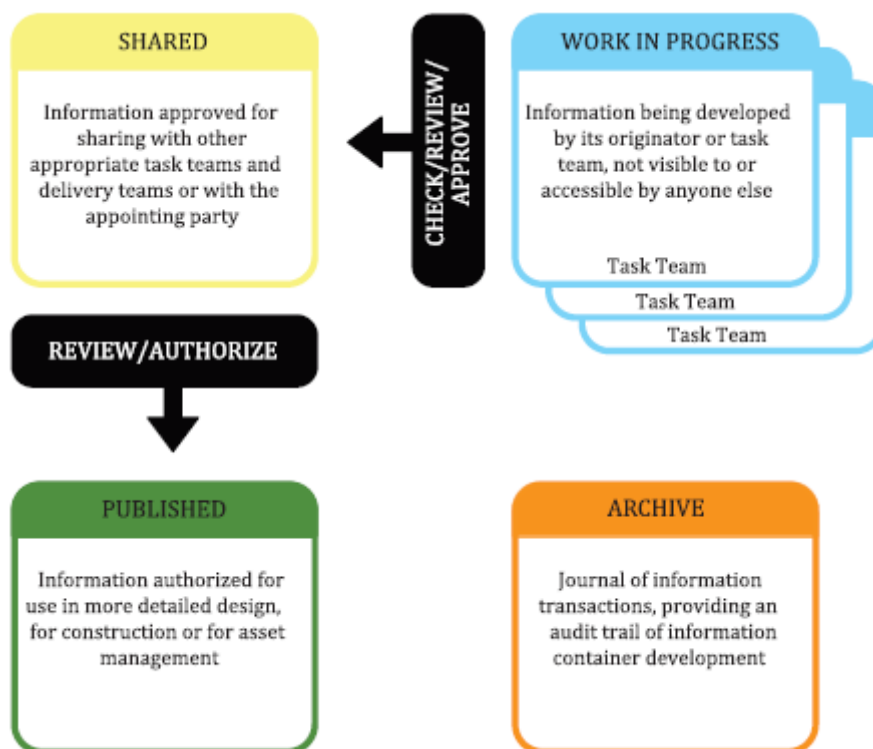 SHARED
Information approved for
sharing with other
appropriate task teams and
delivery teams or with the
appointing party
CHECK/REVIEW/
APPROVE
WORK IN PROGRESS
Information being developed
by its originator or task
team, not visible to or
accessible by anyone else
Task Team
Task Team
Task Team
REVIEW/AUTHORIZE
PUBLISHED
Information authorized for
use in more detailed design,
for construction or for asset
management
ARCHIVE
Journal of information
transactions, providing an
audit trail of information
container development